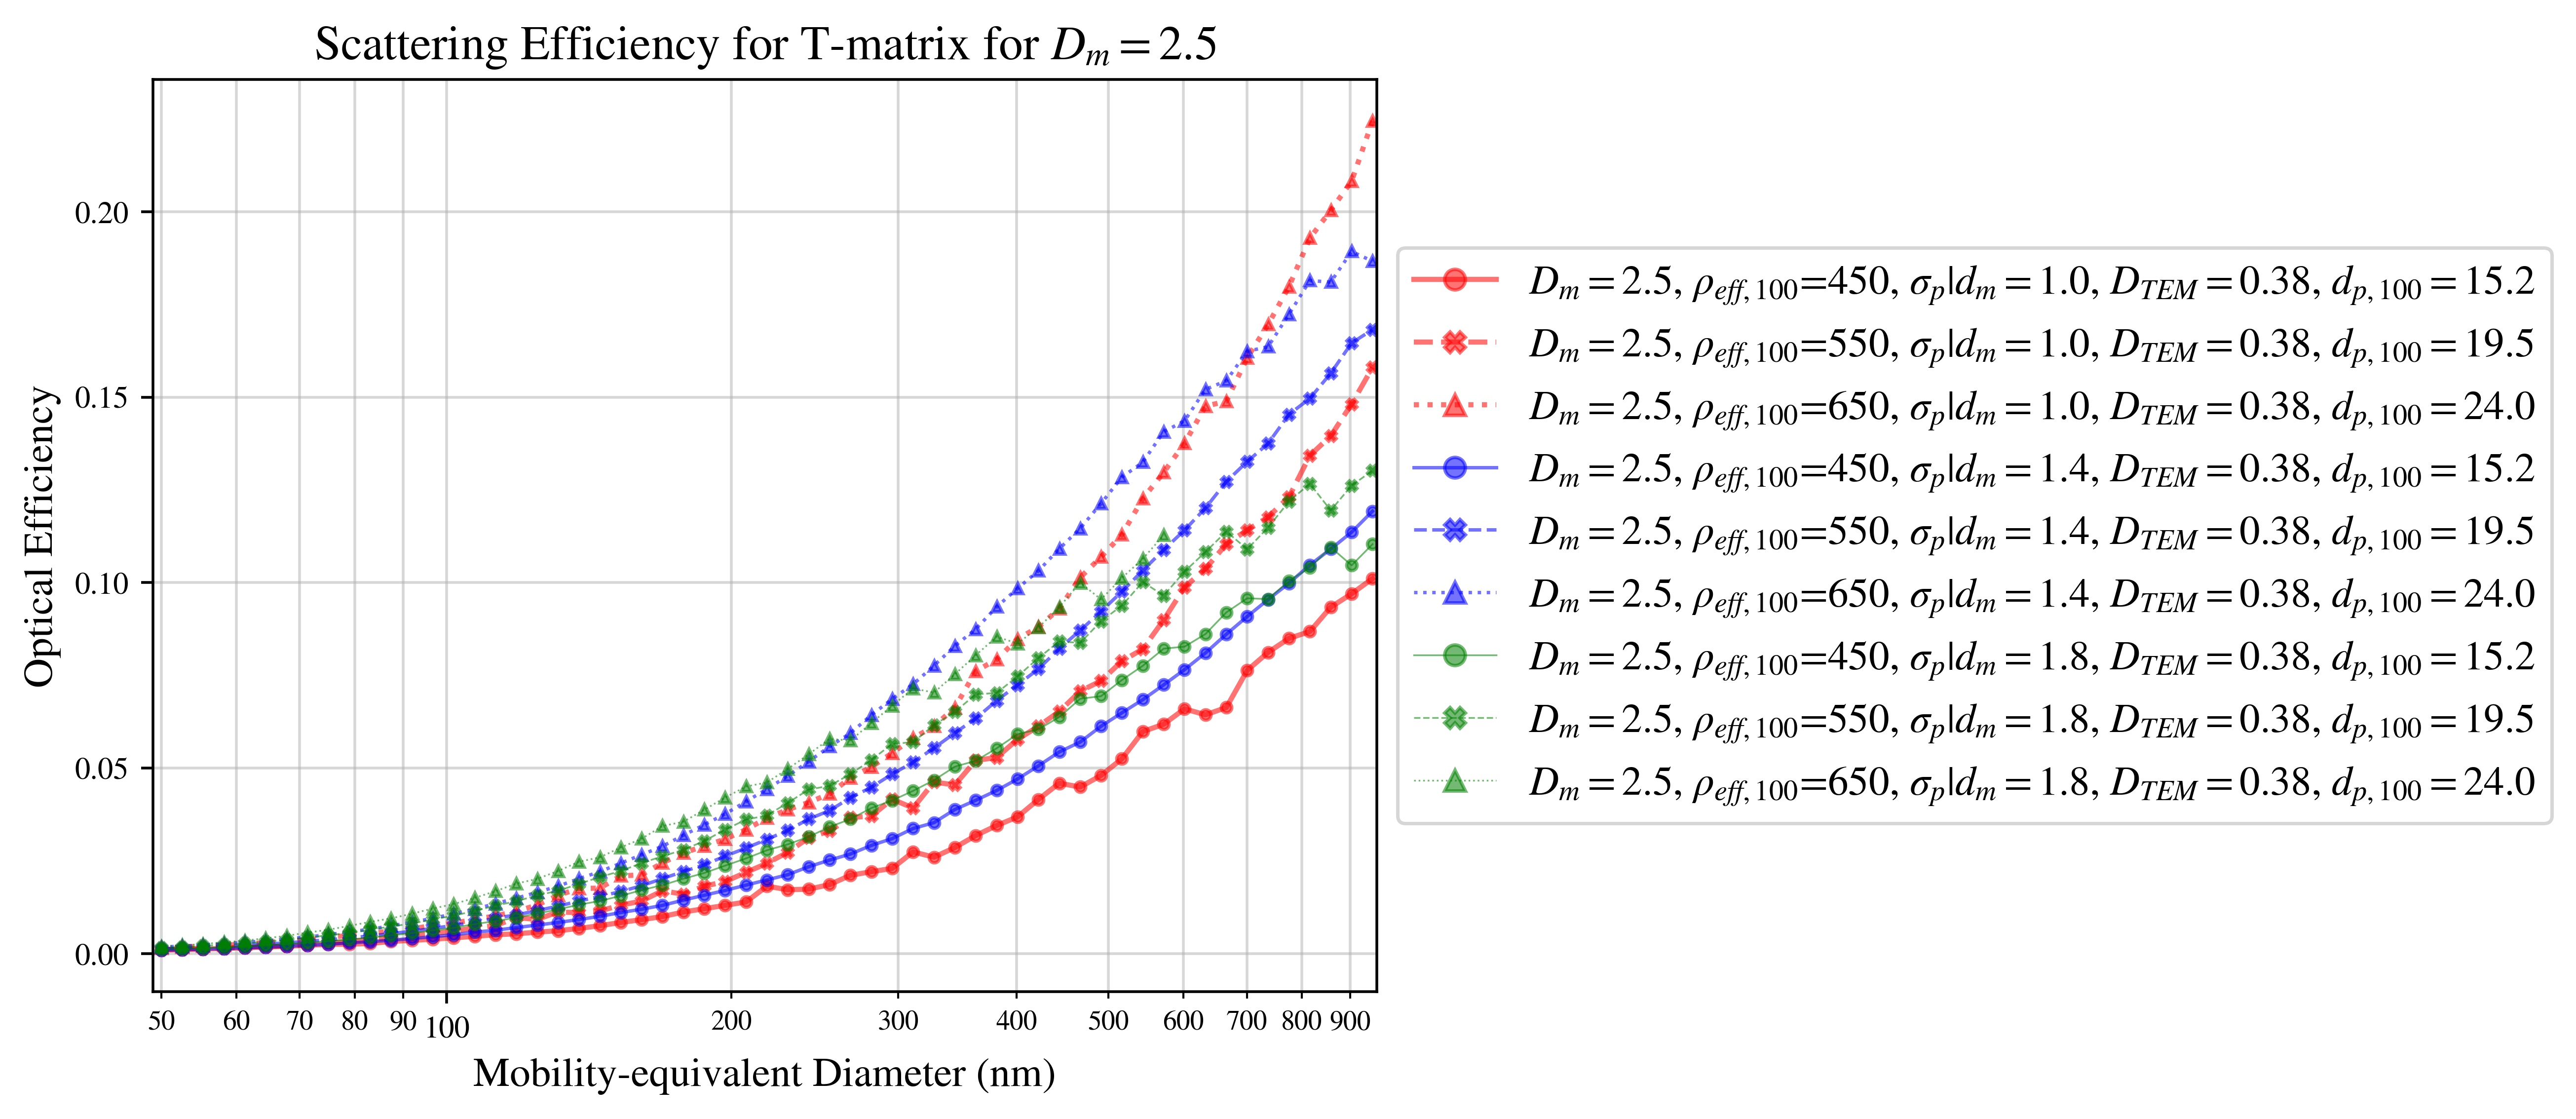 Scattering Efficiency for T-matrix for Dₘ = 2.5
Optical Efficiency
0.20
0.15
0.10
0.05
0.00
50 60 70 80 90 100 200 300 400 500 600 700 800 900
Mobility-equivalent Diameter (nm)
D_m = 2.5, ρ_eff,100=450, σ_p|d_m = 1.0, D_TEM = 0.38, d_p,100 = 15.2
D_m = 2.5, ρ_eff,100=550, σ_p|d_m = 1.0, D_TEM = 0.38, d_p,100 = 19.5
D_m = 2.5, ρ_eff,100=650, σ_p|d_m = 1.0, D_TEM = 0.38, d_p,100 = 24.0
D_m = 2.5, ρ_eff,100=450, σ_p|d_m = 1.4, D_TEM = 0.38, d_p,100 = 15.2
D_m = 2.5, ρ_eff,100=550, σ_p|d_m = 1.4, D_TEM = 0.38, d_p,100 = 19.5
D_m = 2.5, ρ_eff,100=650, σ_p|d_m = 1.4, D_TEM = 0.38, d_p,100 = 24.0
D_m = 2.5, ρ_eff,100=450, σ_p|d_m = 1.8, D_TEM = 0.38, d_p,100 = 15.2
D_m = 2.5, ρ_eff,100=550, σ_p|d_m = 1.8, D_TEM = 0.38, d_p,100 = 19.5
D_m = 2.5, ρ_eff,100=650, σ_p|d_m = 1.8, D_TEM = 0.38, d_p,100 = 24.0